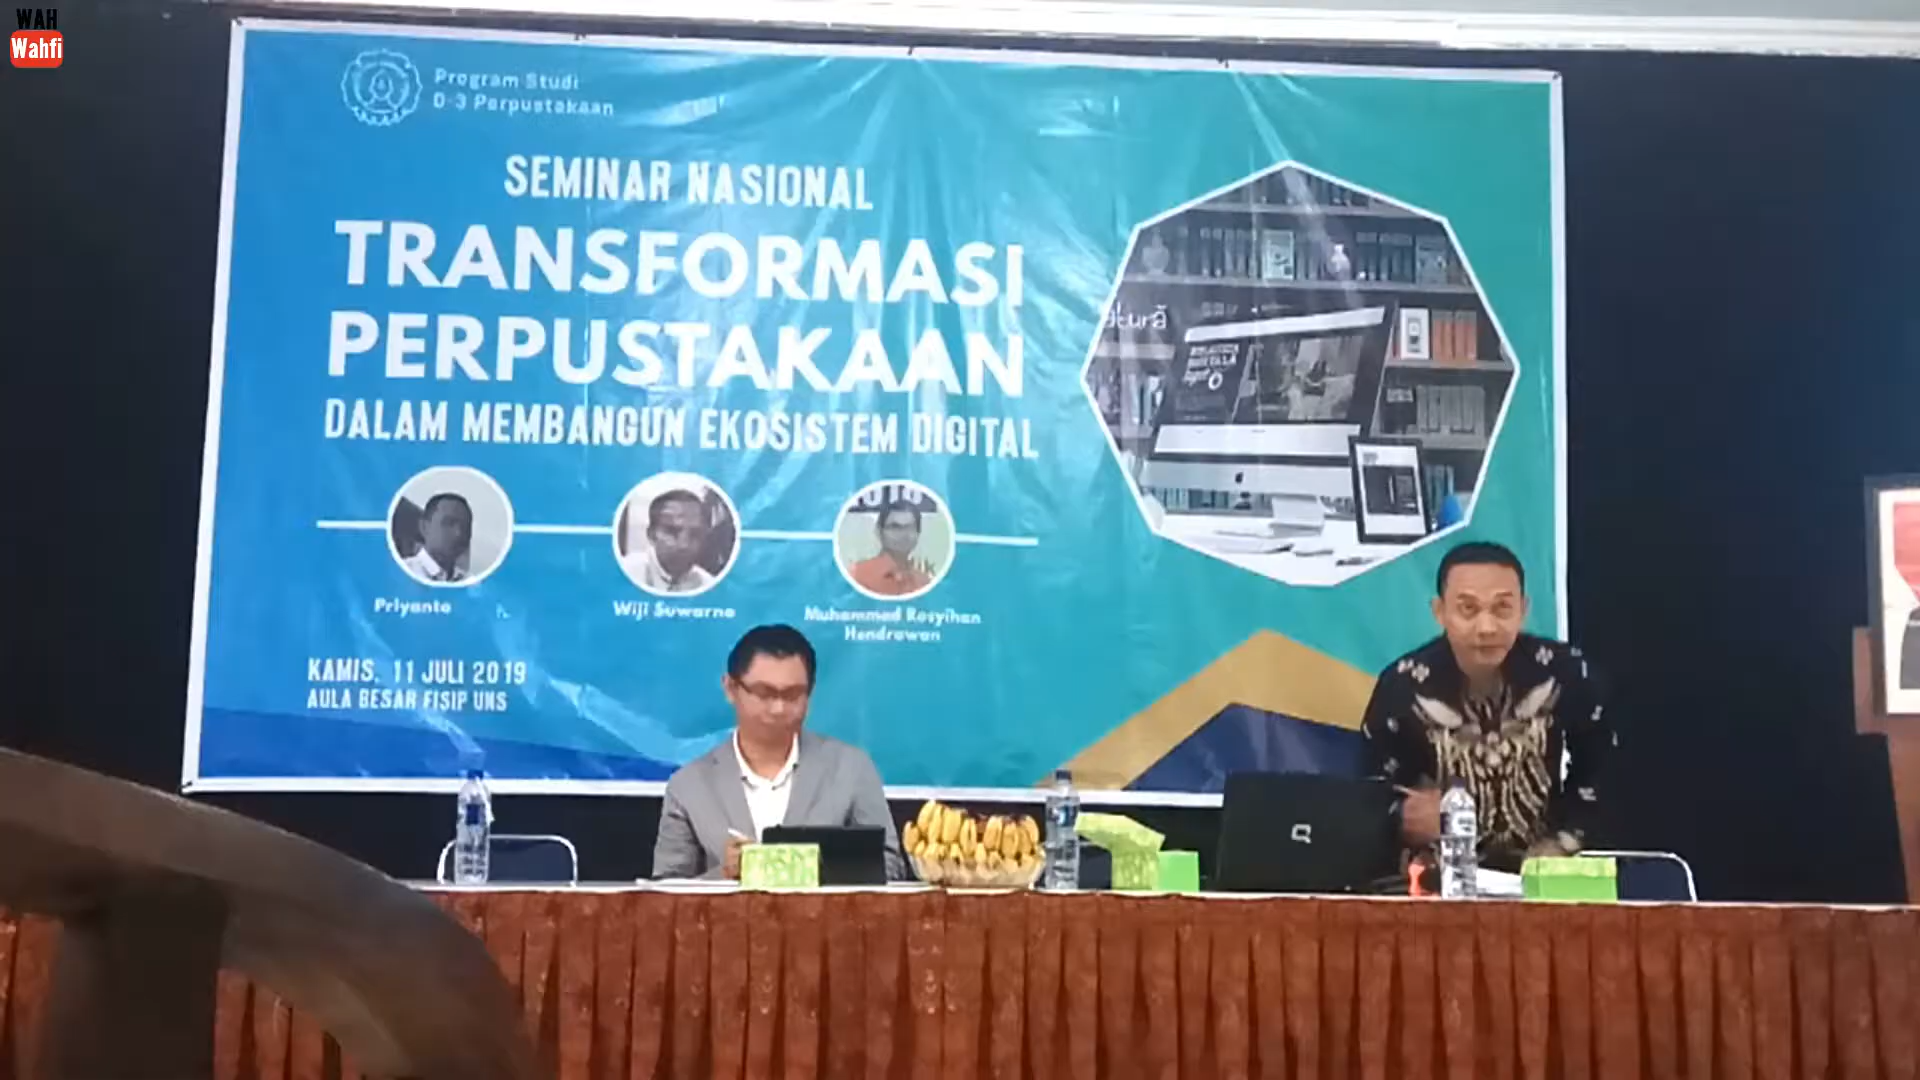 WAH
Wahfi
Program Studi
D-3 Perpustakaan
SEMINAR NASIONAL
TRANSFORMASI
PERPUSTAKAAN
DALAM MEMBANGUN EKOSISTEM DIGITAL
Priyanto
Wiji Suwarno
Muhammad Rosyihan
Hendrawan
KAMIS, 11 JULI 2019
AULA BESAR FISIP UNS